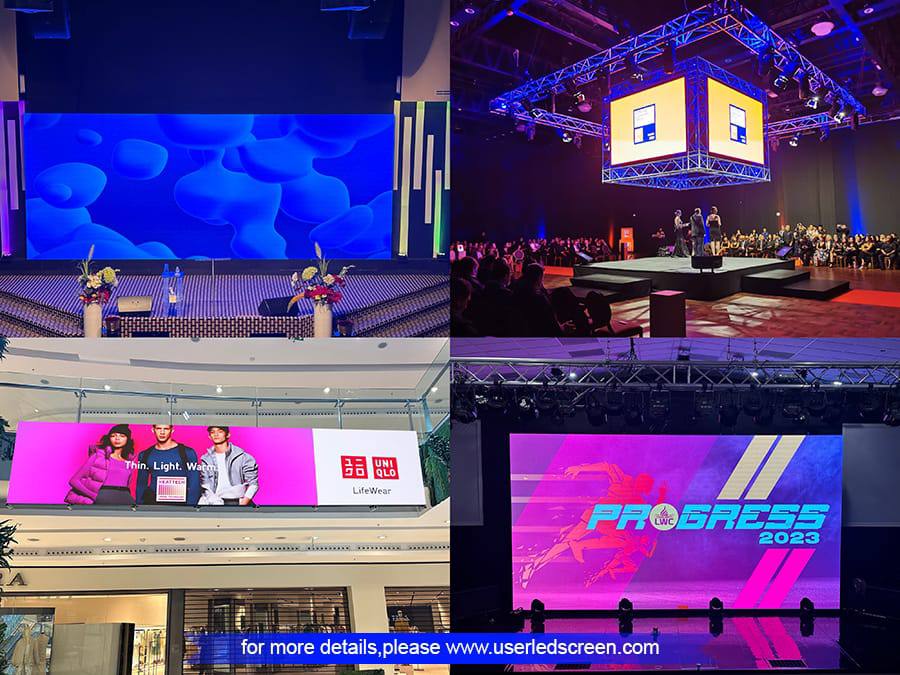 Thin. Light. Warm.
HEATTECH
ユニ
クロ
UNI
QLO
LifeWear
PROGRESS
LWC
2023
for more details,please www.userledscreen.com